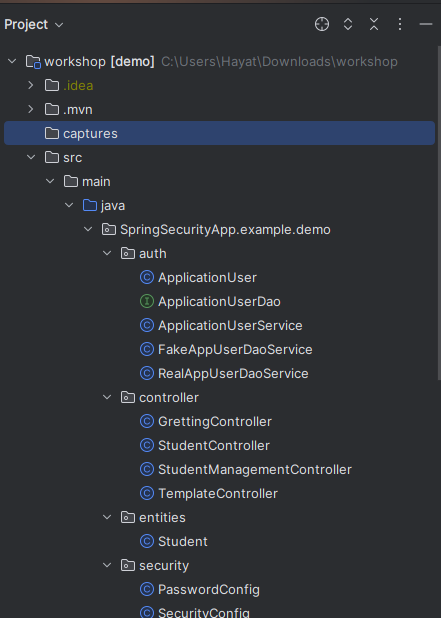 Project
workshop [demo] C:\Users\Hayat\Downloads\workshop
.idea
.mvn
captures
src
main
java
SpringSecurityApp.example.demo
auth
ApplicationUser
ApplicationUserDao
ApplicationUserService
FakeAppUserDaoService
RealAppUserDaoService
controller
GrettingController
StudentController
StudentManagementController
TemplateController
entities
Student
security
PasswordConfig
SecurityConfig